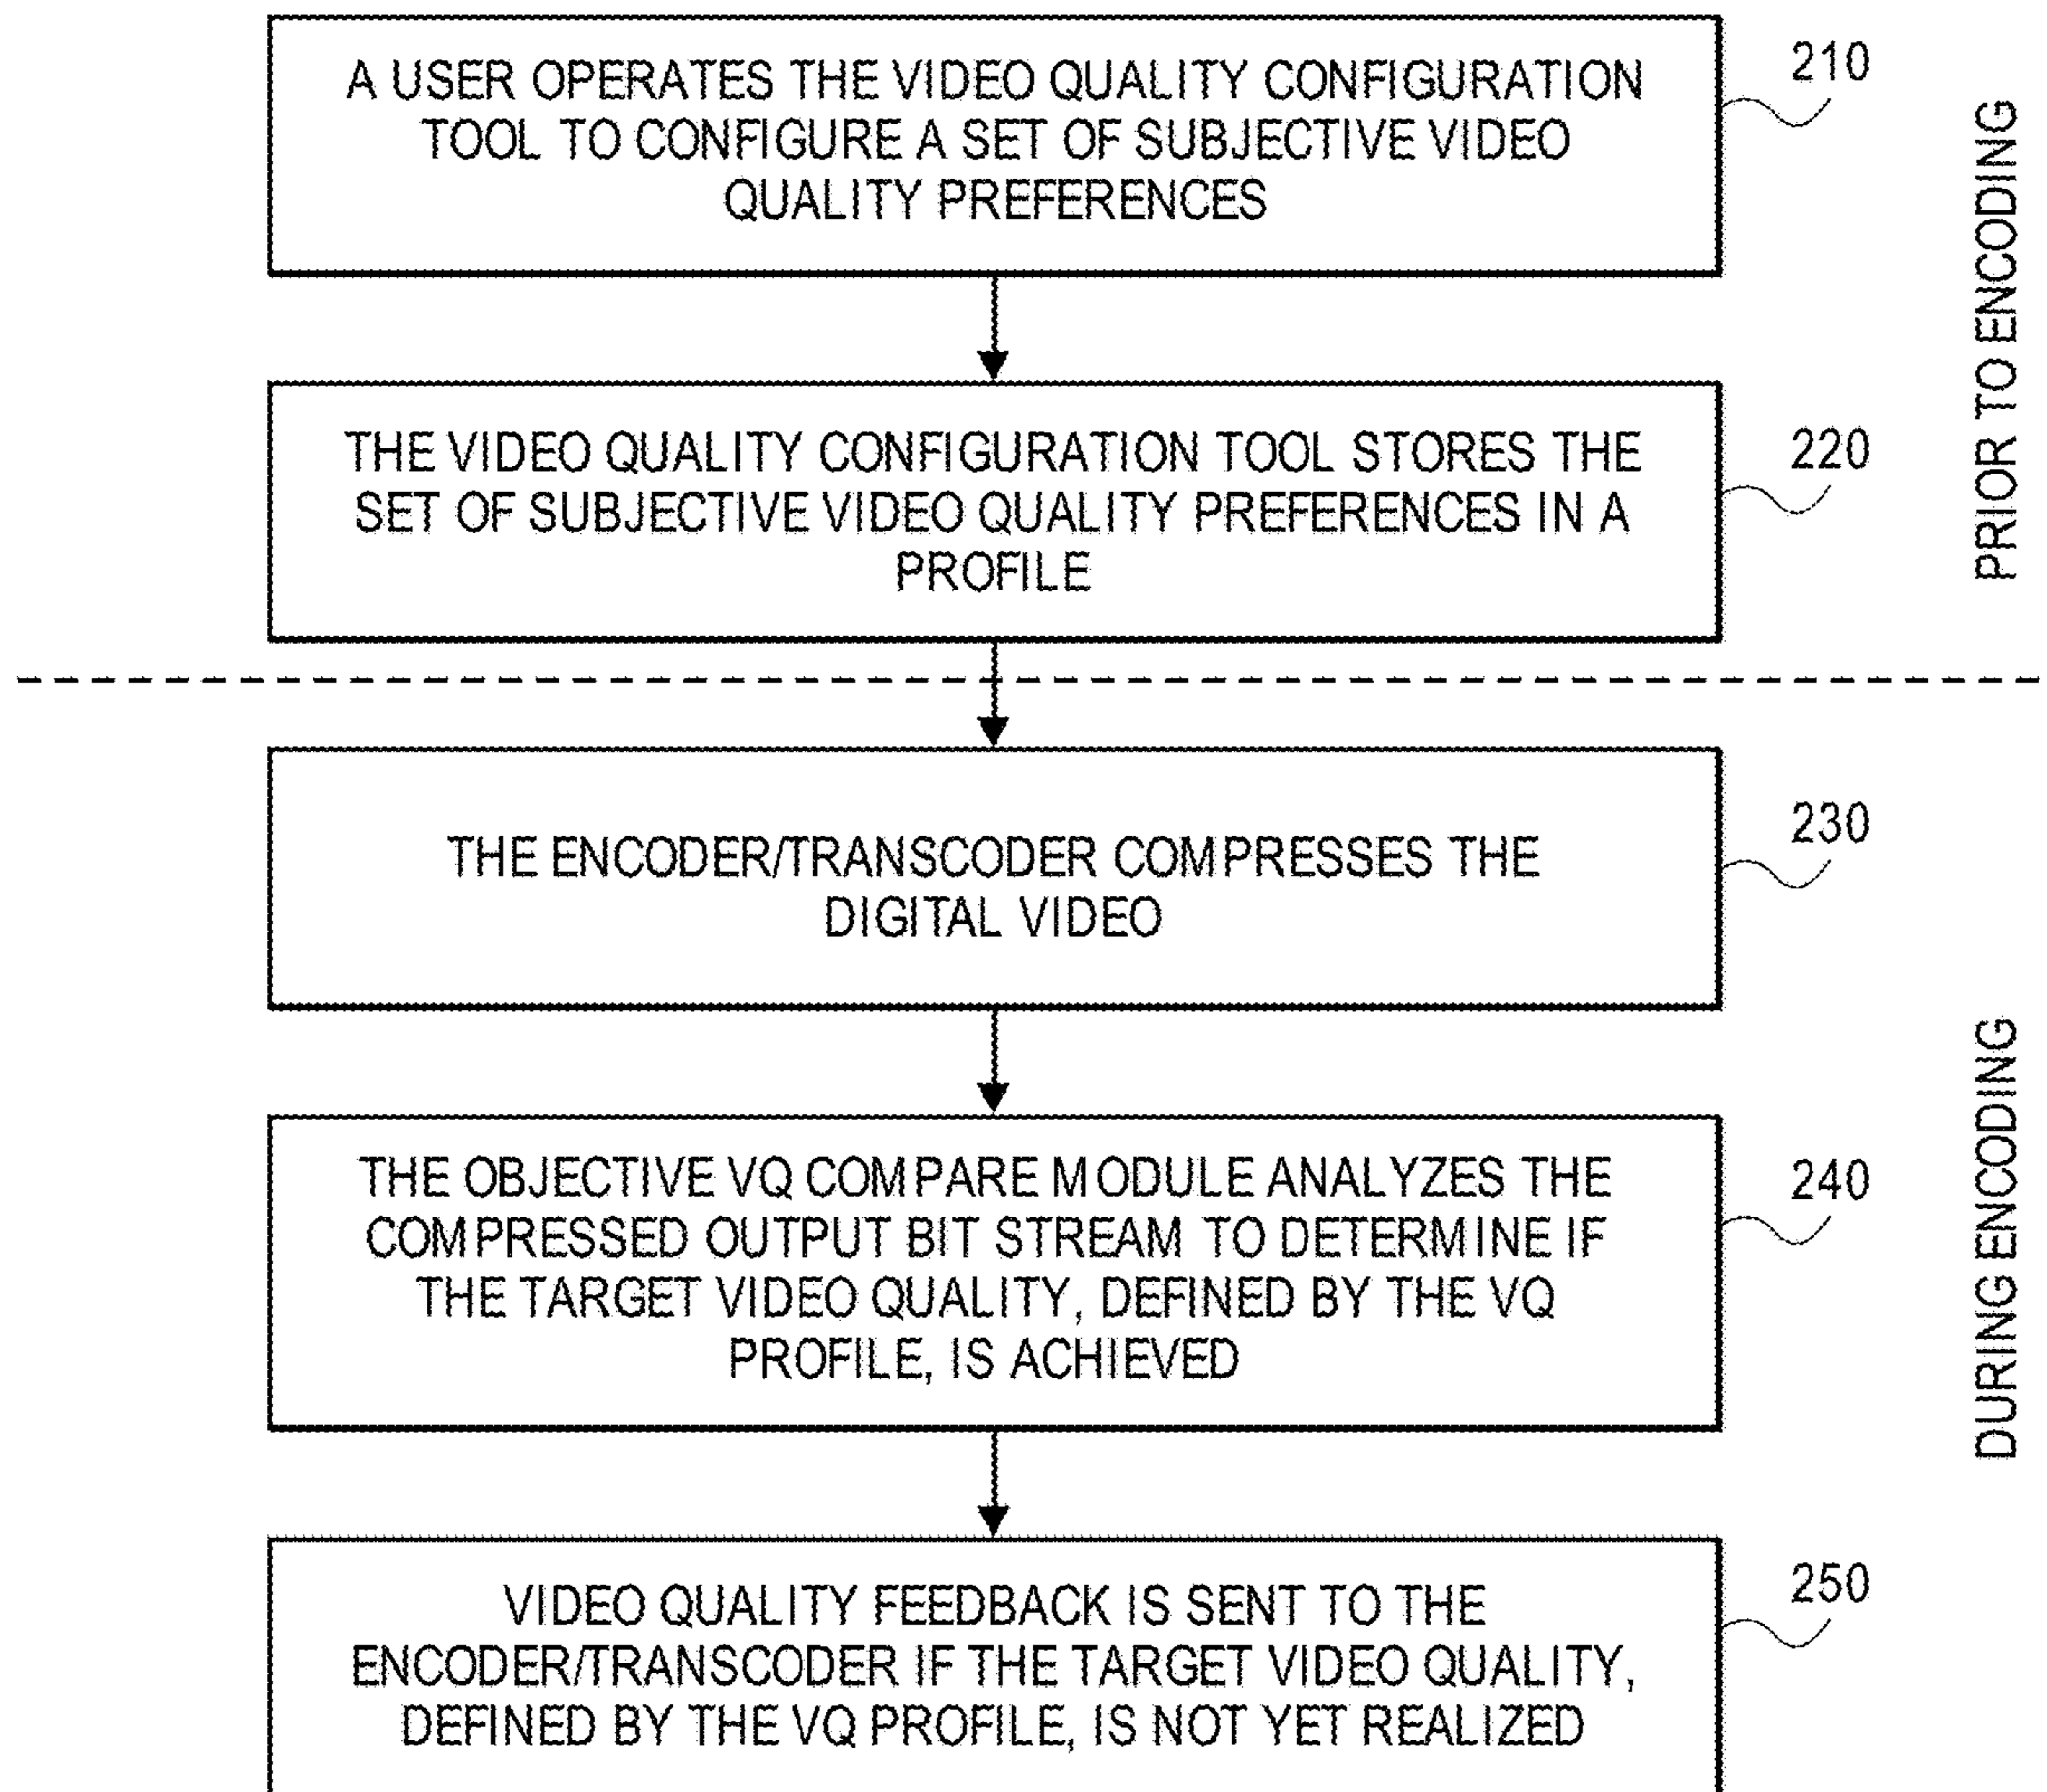 A USER OPERATES THE VIDEO QUALITY CONFIGURATION
TOOL TO CONFIGURE A SET OF SUBJECTIVE VIDEO
QUALITY PREFERENCES
210
THE VIDEO QUALITY CONFIGURATION TOOL STORES THE
SET OF SUBJECTIVE VIDEO QUALITY PREFERENCES IN A
PROFILE
220
PRIOR TO ENCODING
THE ENCODER/TRANSCODER COMPRESSES THE
DIGITAL VIDEO
230
THE OBJECTIVE VQ COMPARE MODULE ANALYZES THE
COMPRESSED OUTPUT BIT STREAM TO DETERMINE IF
THE TARGET VIDEO QUALITY, DEFINED BY THE VQ
PROFILE, IS ACHIEVED
240
VIDEO QUALITY FEEDBACK IS SENT TO THE
ENCODER/TRANSCODER IF THE TARGET VIDEO QUALITY,
DEFINED BY THE VQ PROFILE, IS NOT YET REALIZED
250
DURING ENCODING